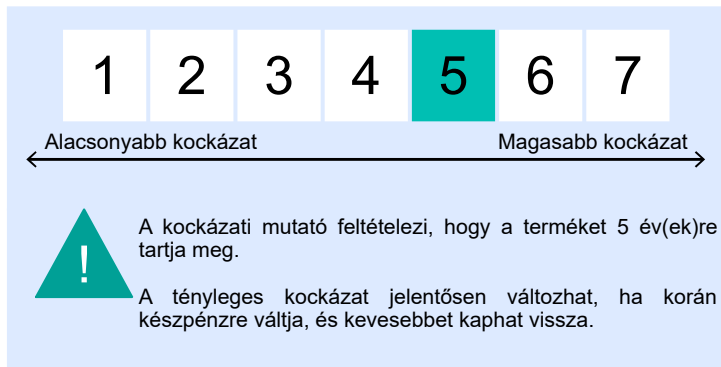 1 2 3 4 5 6 7
Alacsonyabb kockázat Magasabb kockázat
! A kockázati mutató feltételezi, hogy a terméket 5 év(ek)re
tartja meg.
A tényleges kockázat jelentősen változhat, ha korán
készpénzre váltja, és kevesebbet kaphat vissza.